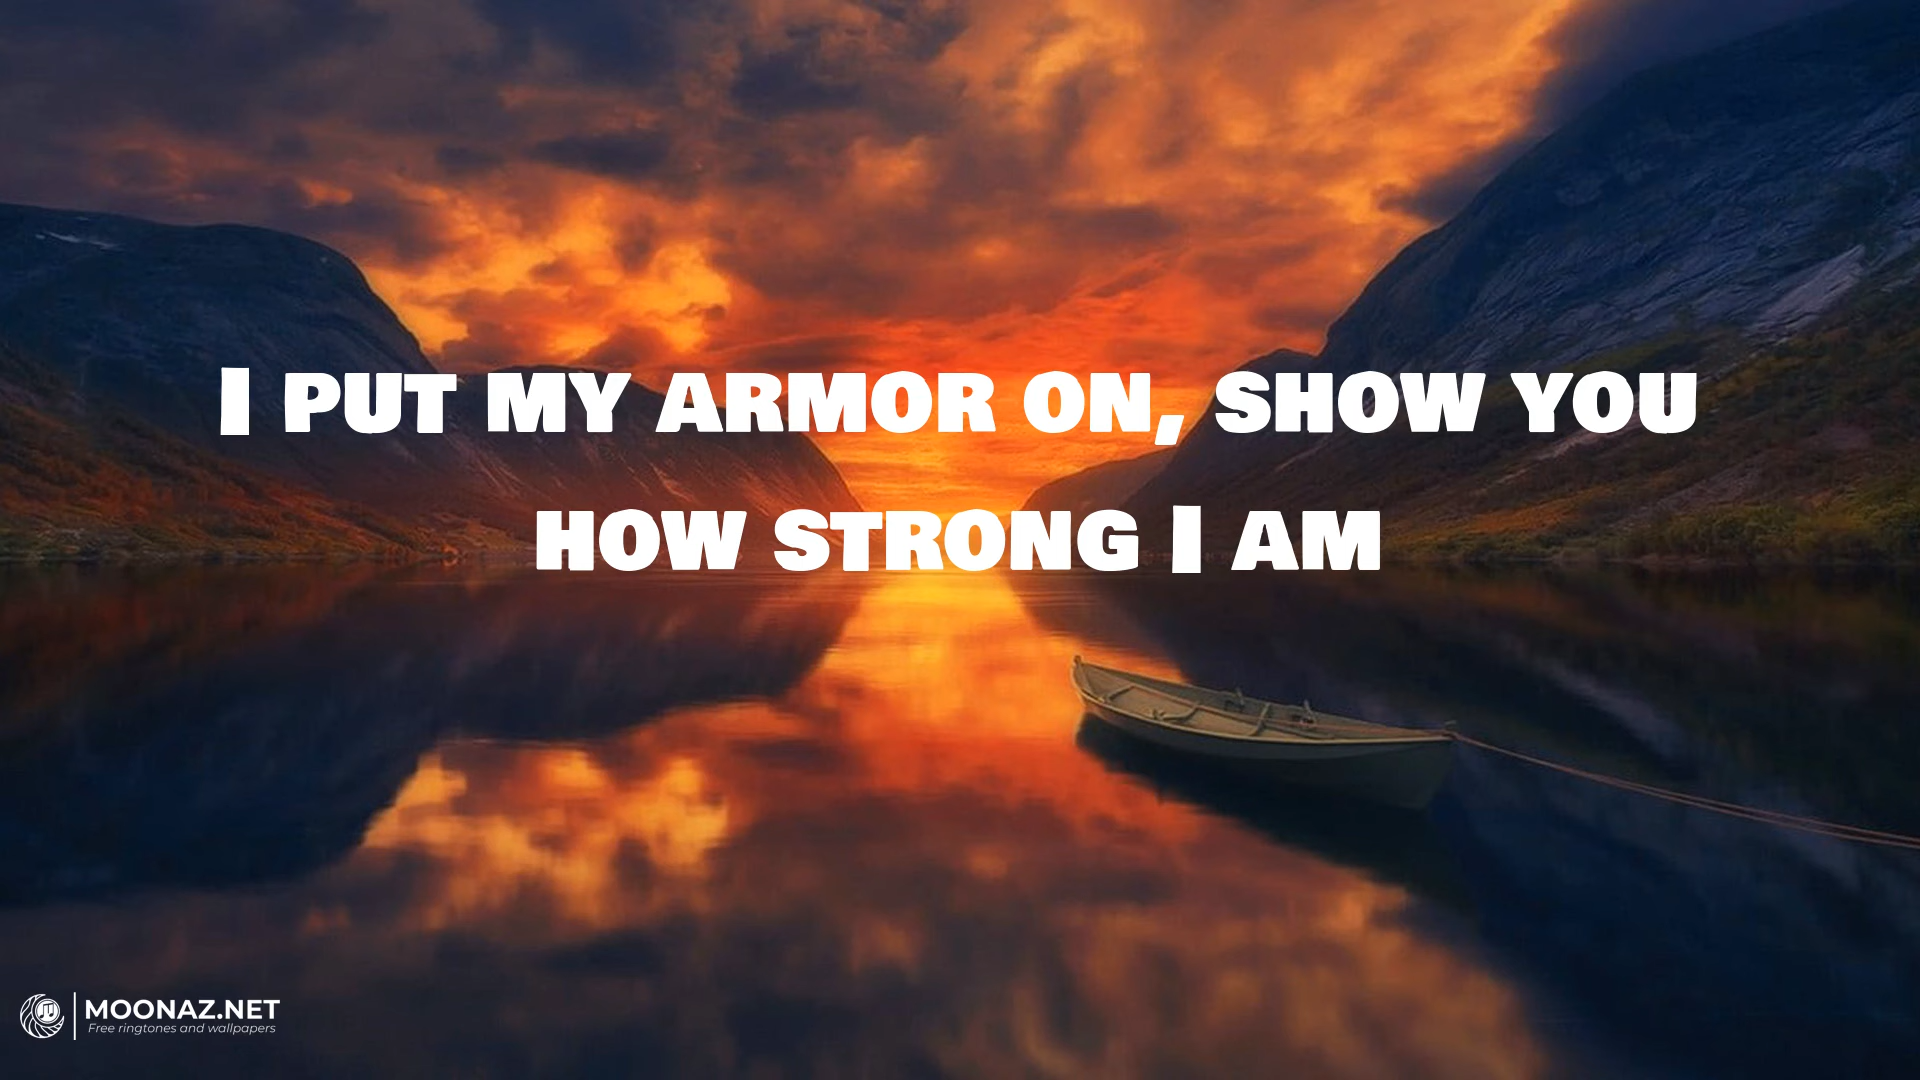 I PUT MY ARMOR ON, SHOW YOU
HOW STRONG I AM
MOONAZ.NET
Free ringtones and wallpapers